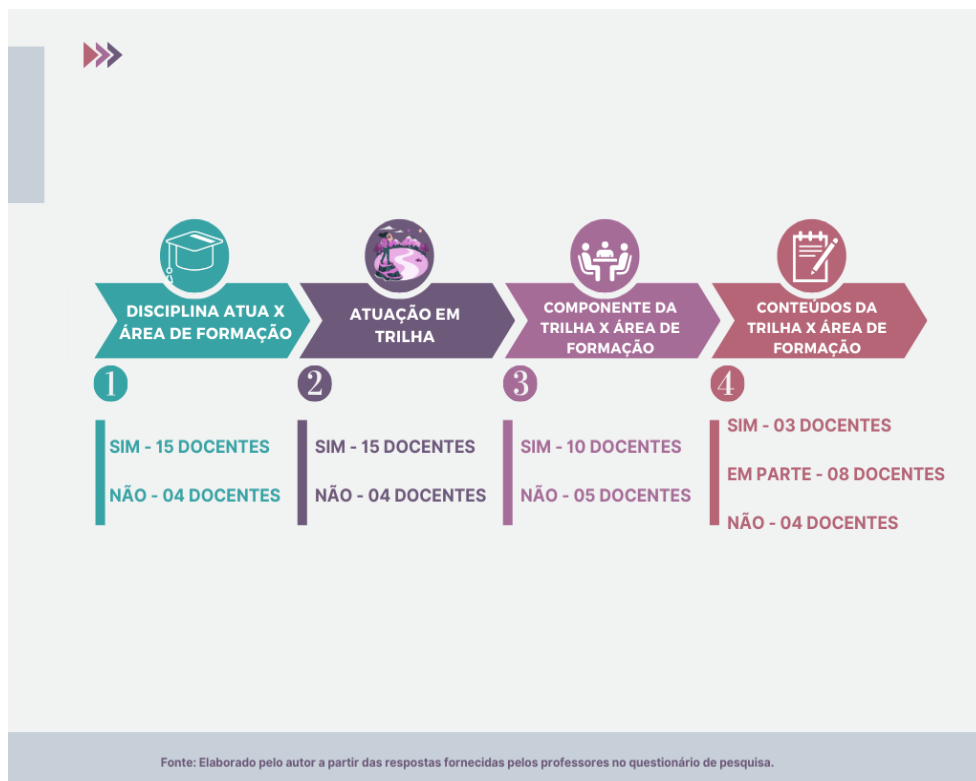 DISCIPLINA ATUA X
ÁREA DE FORMAÇÃO
1
SIM - 15 DOCENTES
NÃO - 04 DOCENTES
ATUAÇÃO EM
TRILHA
2
SIM - 15 DOCENTES
NÃO - 04 DOCENTES
COMPONENTE DA
TRILHA X ÁREA DE
FORMAÇÃO
3
SIM - 10 DOCENTES
NÃO - 05 DOCENTES
CONTEÚDOS DA
TRILHA X ÁREA DE
FORMAÇÃO
4
SIM - 03 DOCENTES
EM PARTE - 08 DOCENTES
NÃO - 04 DOCENTES
Fonte: Elaborado pelo autor a partir das respostas fornecidas pelos professores no questionário de pesquisa.